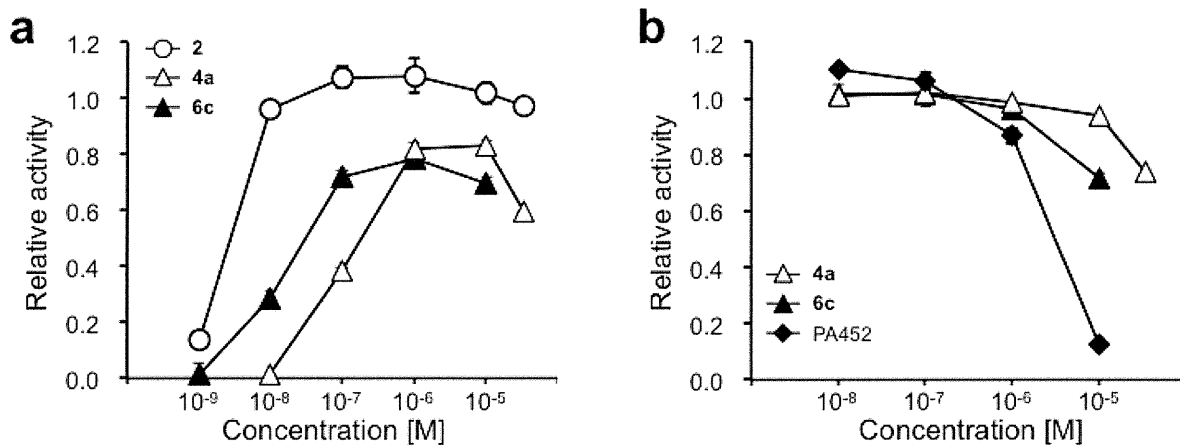 a
2
4a
6c
Relative activity
1.2
1.0
0.8
0.6
0.4
0.2
0.0
10⁻⁹ 10⁻⁸ 10⁻⁷ 10⁻⁶ 10⁻⁵
Concentration [M]
b
Relative activity
1.2
1.0
0.8
0.6
0.4
0.2
0.0
4a
6c
PA452
10⁻⁸ 10⁻⁷ 10⁻⁶ 10⁻⁵
Concentration [M]